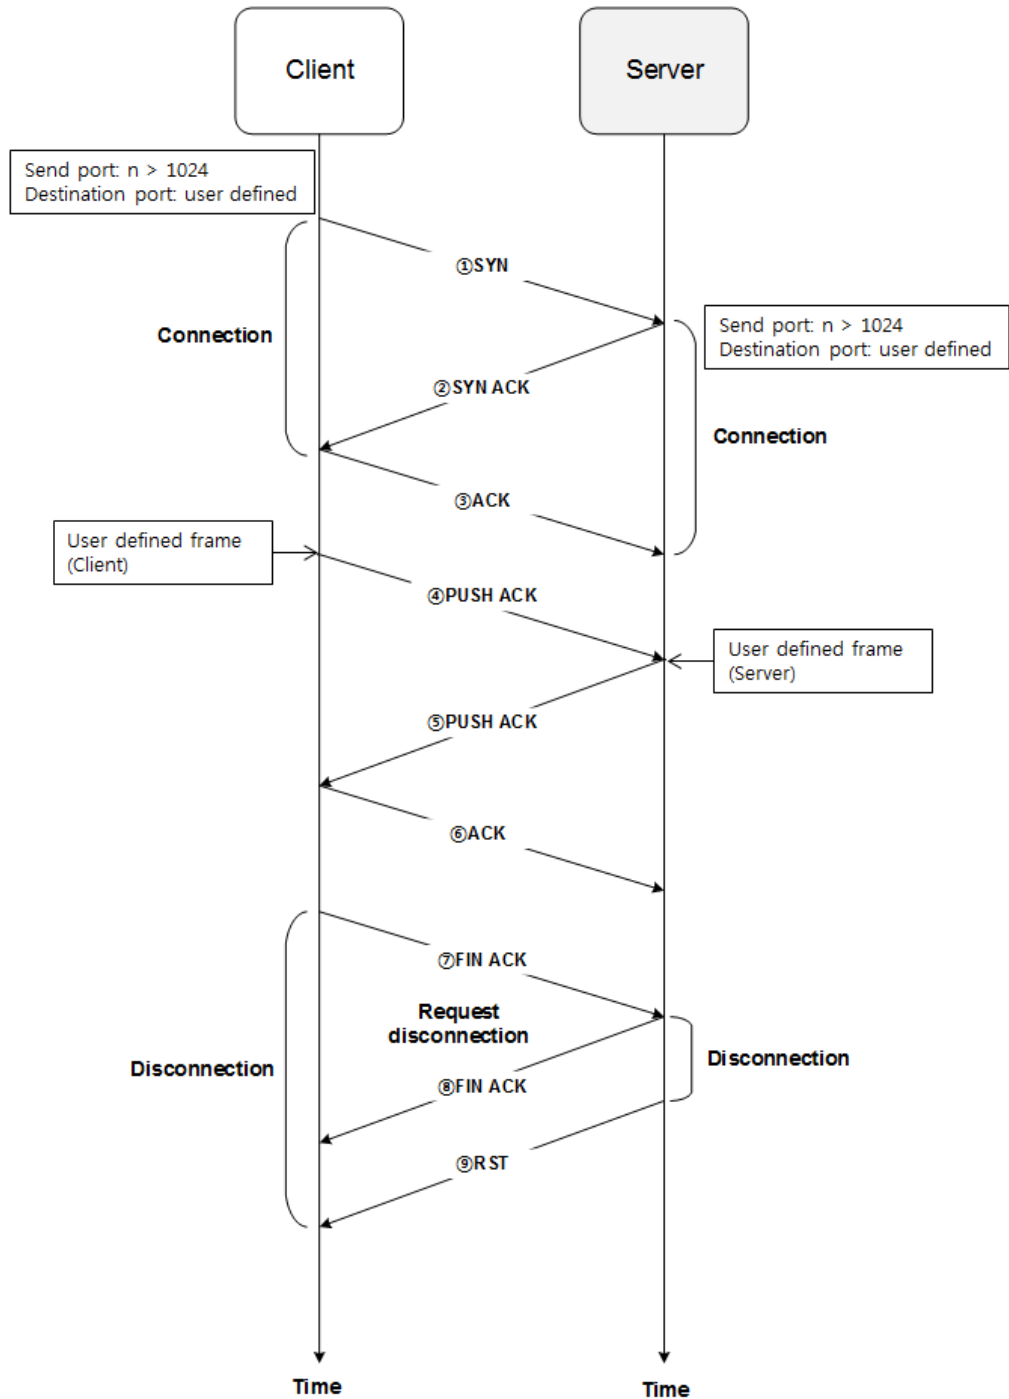 Client
Server
Send port: n > 1024
Destination port: user defined
①SYN
Send port: n > 1024
Destination port: user defined
Connection
②SYN ACK
Connection
③ACK
User defined frame
(Client)
④PUSH ACK
User defined frame
(Server)
⑤PUSH ACK
⑥ACK
⑦FIN ACK
Request
disconnection
Disconnection
Disconnection
⑧FIN ACK
⑨RST
Time
Time